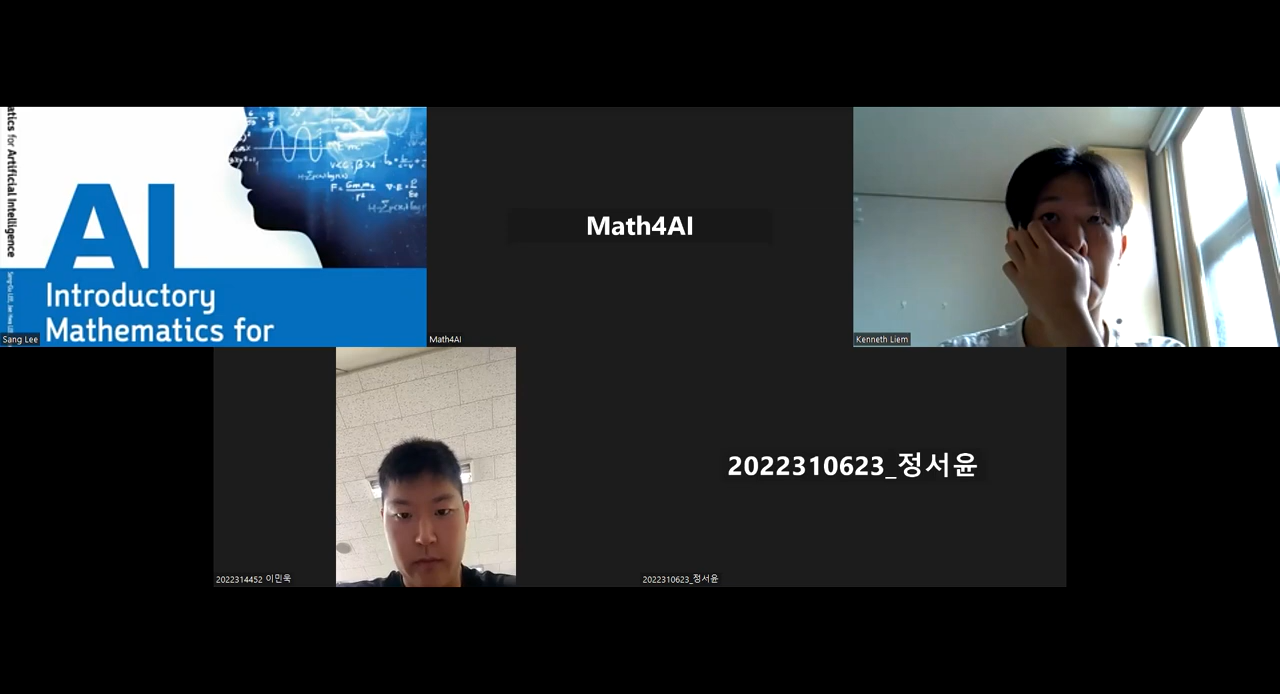 atics for Artificial Intelligence
AI
Introductory
Mathematics for
Sang Lee
Math4AI
Math4AI
Kenneth Liem
2022314452 이민욱
2022310623_정서윤
2022310623_정서윤